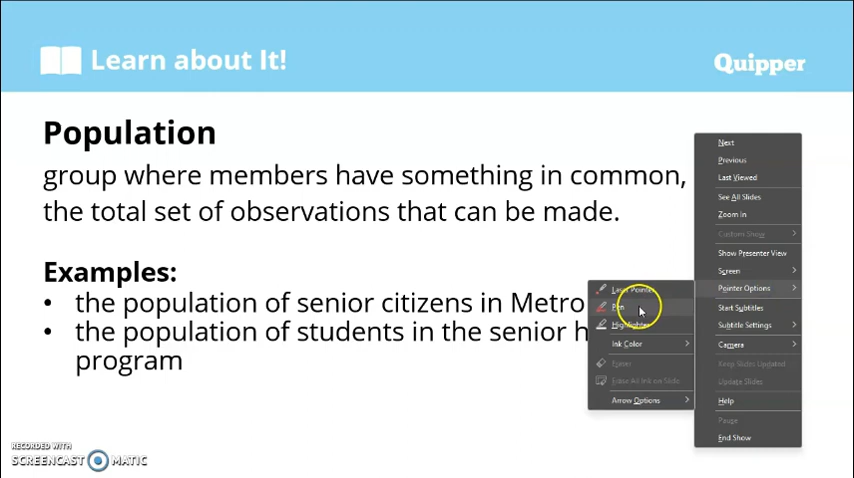 Learn about It!
Quipper
Population
group where members have something in common,
the total set of observations that can be made.
Examples:
• the population of senior citizens in Metro
• the population of students in the senior h
program
Laser Pointer
Pen
Highlighter
Ink Color
Eraser
Erase All Ink on Slide
Arrow Options
Next
Previous
Last Viewed
See All Slides
Zoom In
Custom Show
Show Presenter View
Screen
Pointer Options
Start Subtitles
Subtitle Settings
Camera
Keep Slides Updated
Update Slides
Help
Pause
End Show
RECORDED WITH
SCREENCAST MATIC